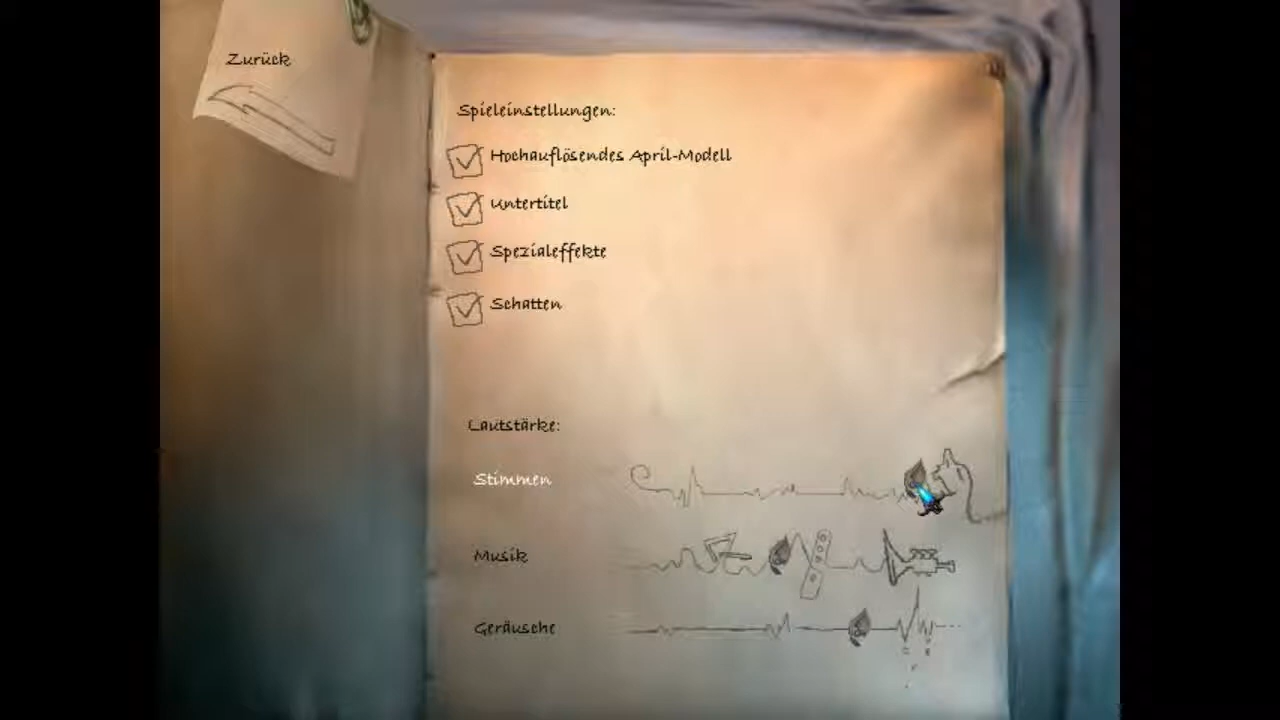 Zurück
Spieleinstellungen:
Hochauflösendes April-Modell
Untertitel
Spezialeffekte
Schatten
Lautstärke:
Stimmen
Musik
Geräusche